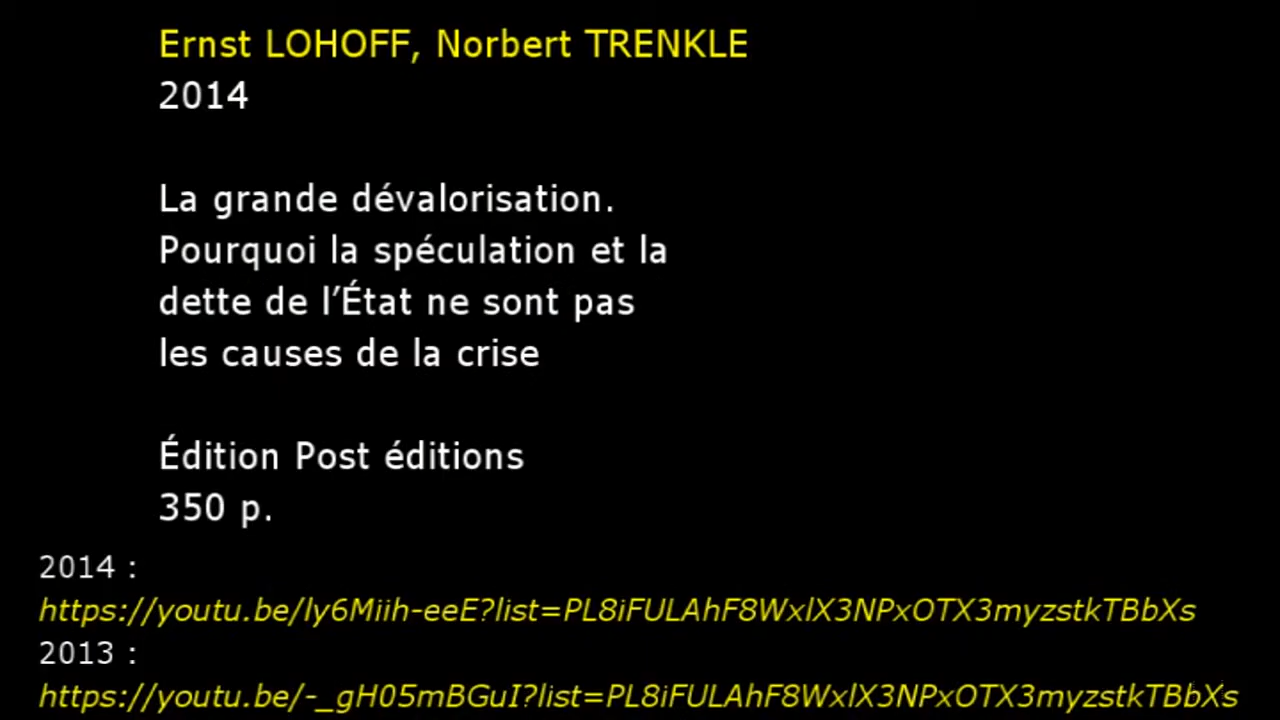 Ernst LOHOFF, Norbert TRENKLE
2014
La grande dévalorisation.
Pourquoi la spéculation et la
dette de l’État ne sont pas
les causes de la crise
Édition Post éditions
350 p.
2014 :
https://youtu.be/ly6Miih-eeE?list=PL8iFULAhF8WxlX3NPxOTX3myzstkTBbXs
2013 :
https://youtu.be/-_gH05mBGuI?list=PL8iFULAhF8WxlX3NPxOTX3myzstkTBbXs